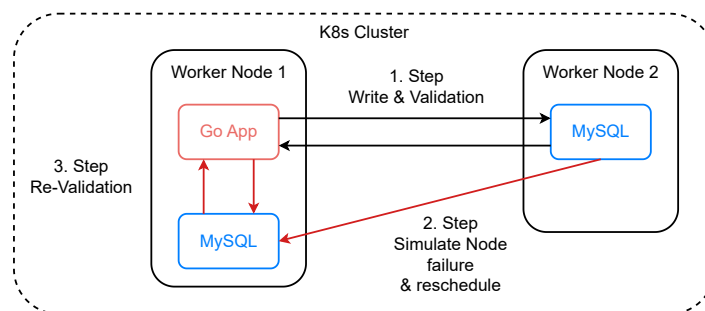 K8s Cluster
Worker Node 1
1. Step
Write & Validation
Worker Node 2
Go App
MySQL
3. Step
Re-Validation
MySQL
2. Step
Simulate Node
failure
& reschedule